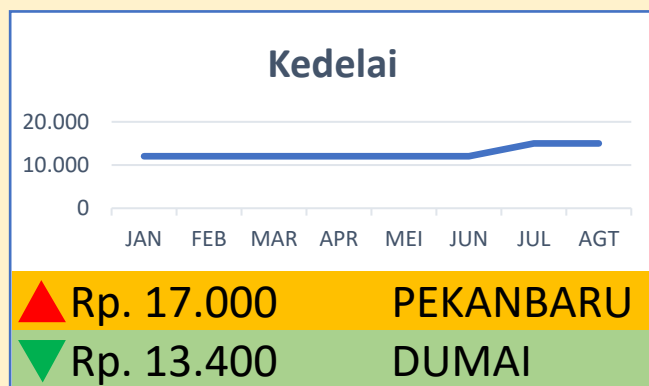 Kedelai
20.000
10.000
0
JAN FEB MAR APR MEI JUN JUL AGT
Rp. 17.000 PEKANBARU
Rp. 13.400 DUMAI